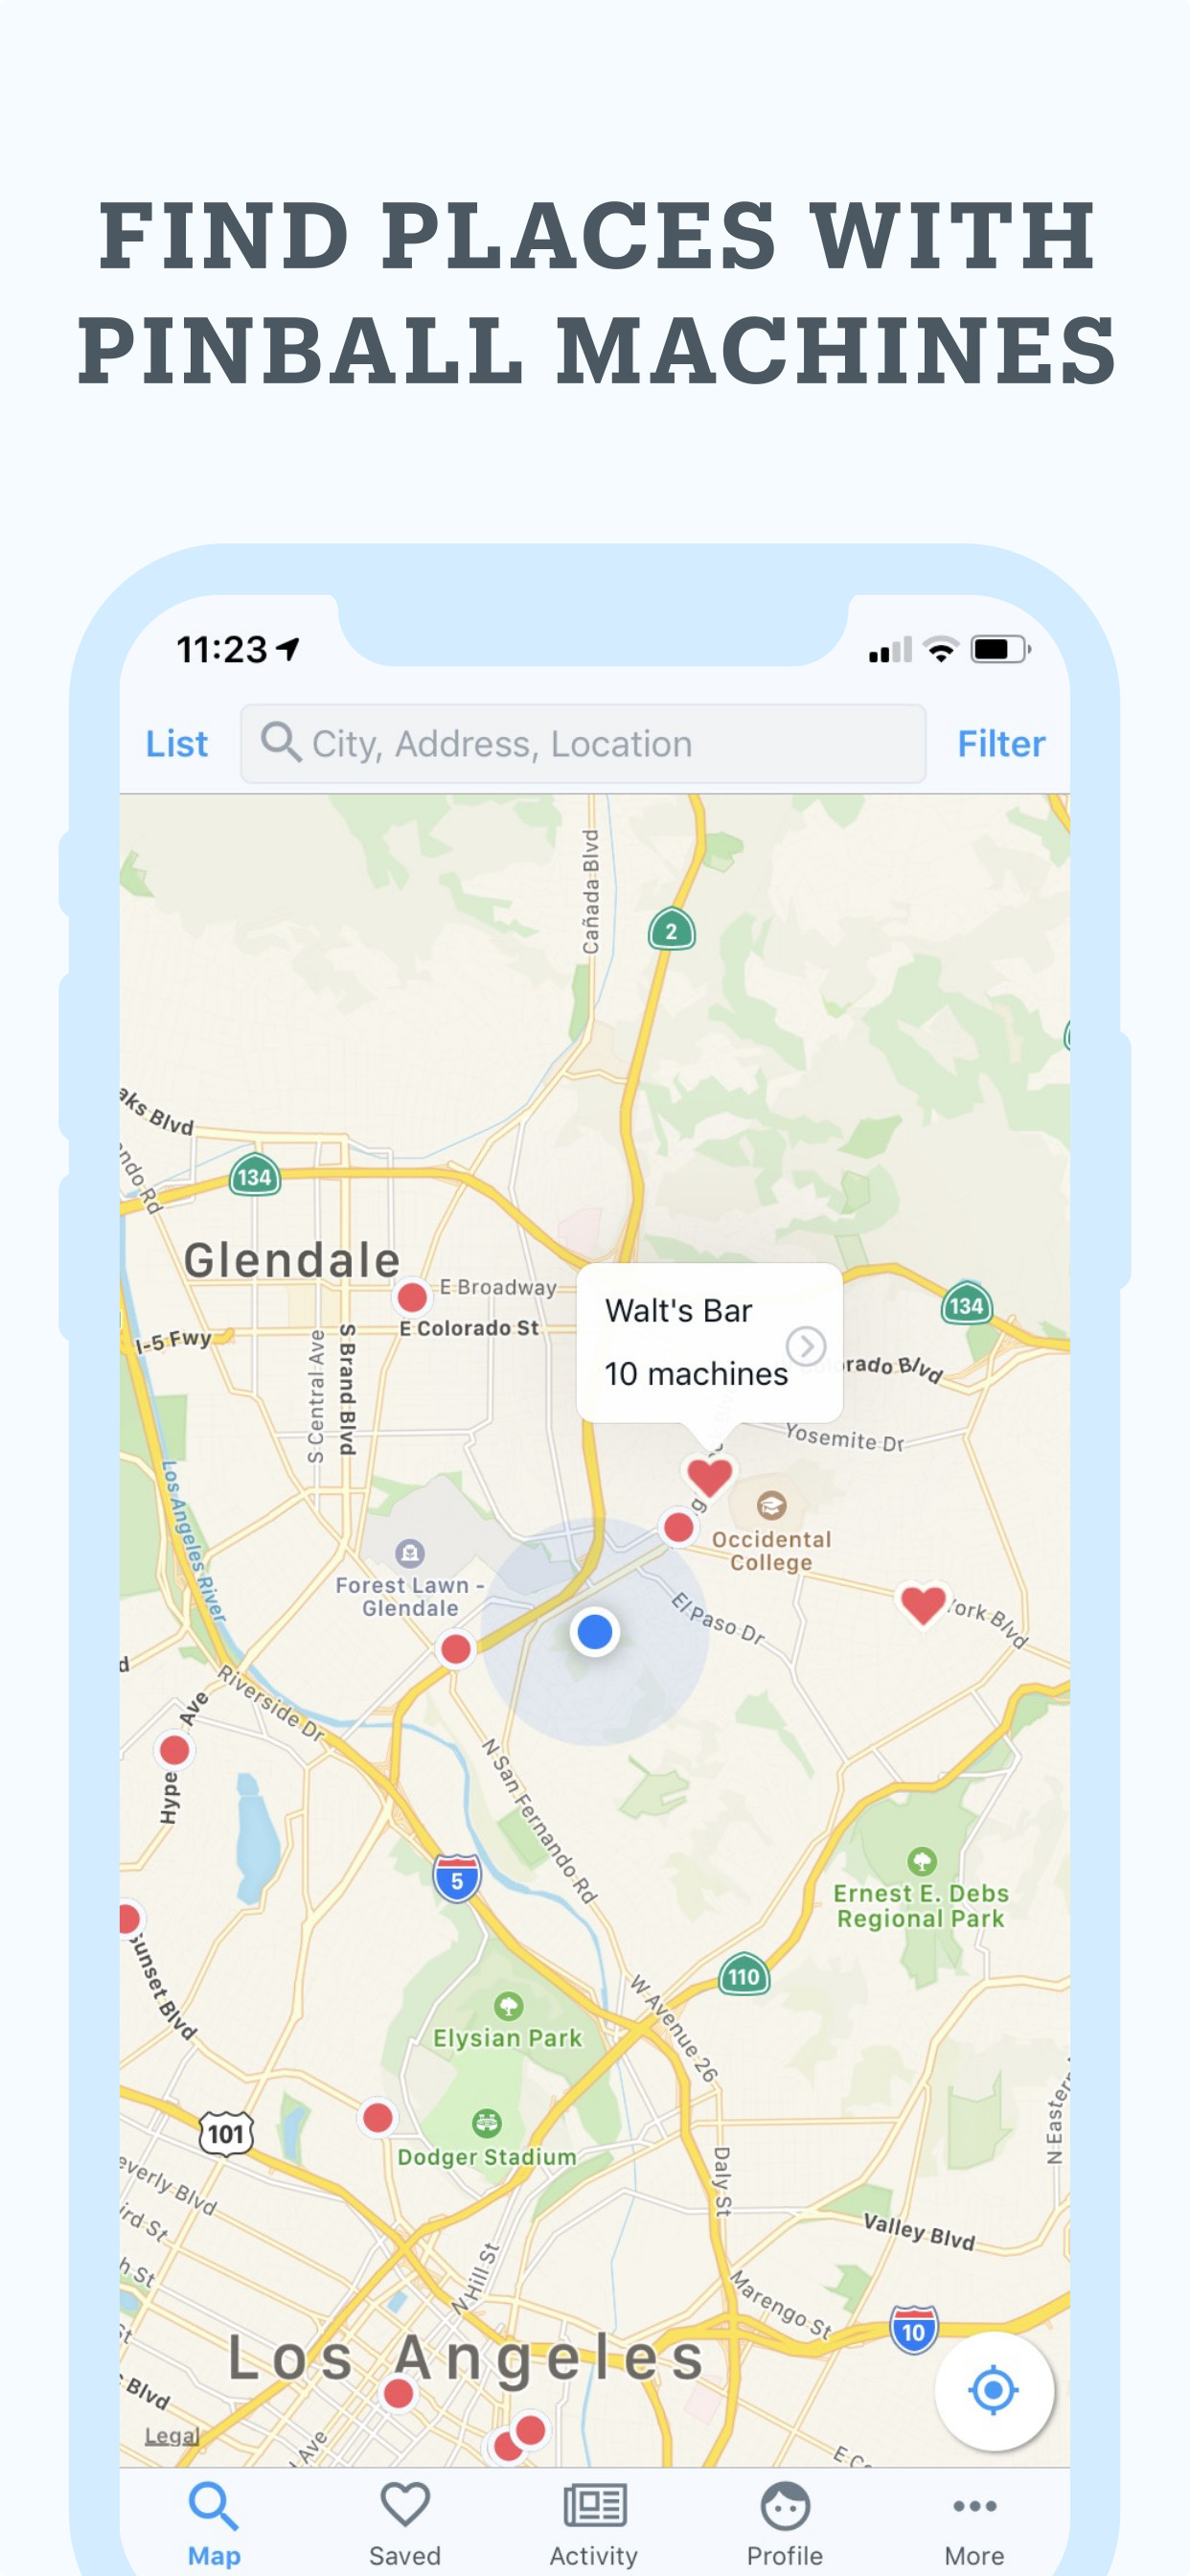 FIND PLACES WITH
PINBALL MACHINES
11:23
List
City, Address, Location
Filter
Cañada Blvd
2
aks Blvd
ndo Rd
134
Glendale
E Broadway
E Colorado St
I-5 Fwy
S Central Ave
S Brand Blvd
Walt's Bar
10 machines
134
orado Blvd
Yosemite Dr
Occidental
College
Los Angeles River
Forest Lawn -
Glendale
El Paso Dr
York Blvd
d
Riverside Dr
Ave
Hype
N San Fernando Rd
5
Ernest E. Debs
Regional Park
Sunset Blvd
110
W Avenue 26
Elysian Park
101
Dodger Stadium
N Eastern
everly Blvd
ird St
h St
St
Daly St
Valley Blvd
N Hill St
Marengo St
10
Los Angeles
Blvd
Legal
Ave
E C
Map
Saved
Activity
Profile
More